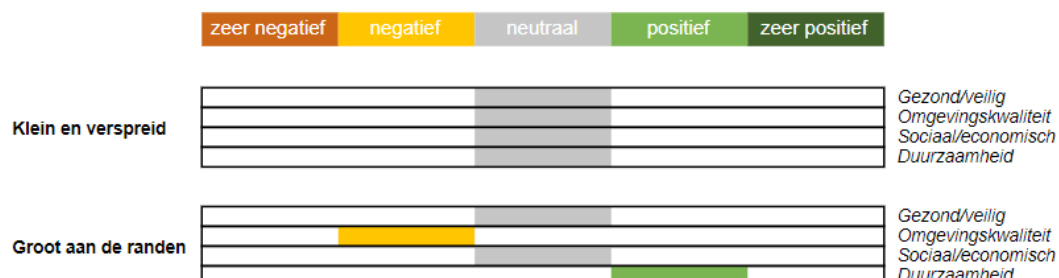 zeer negatief negatief neutraal positief zeer positief
Klein en verspreid
Gezond/veilig
Omgevingskwaliteit
Sociaal/economisch
Duurzaamheid
Groot aan de randen
Gezond/veilig
Omgevingskwaliteit
Sociaal/economisch
Duurzaamheid